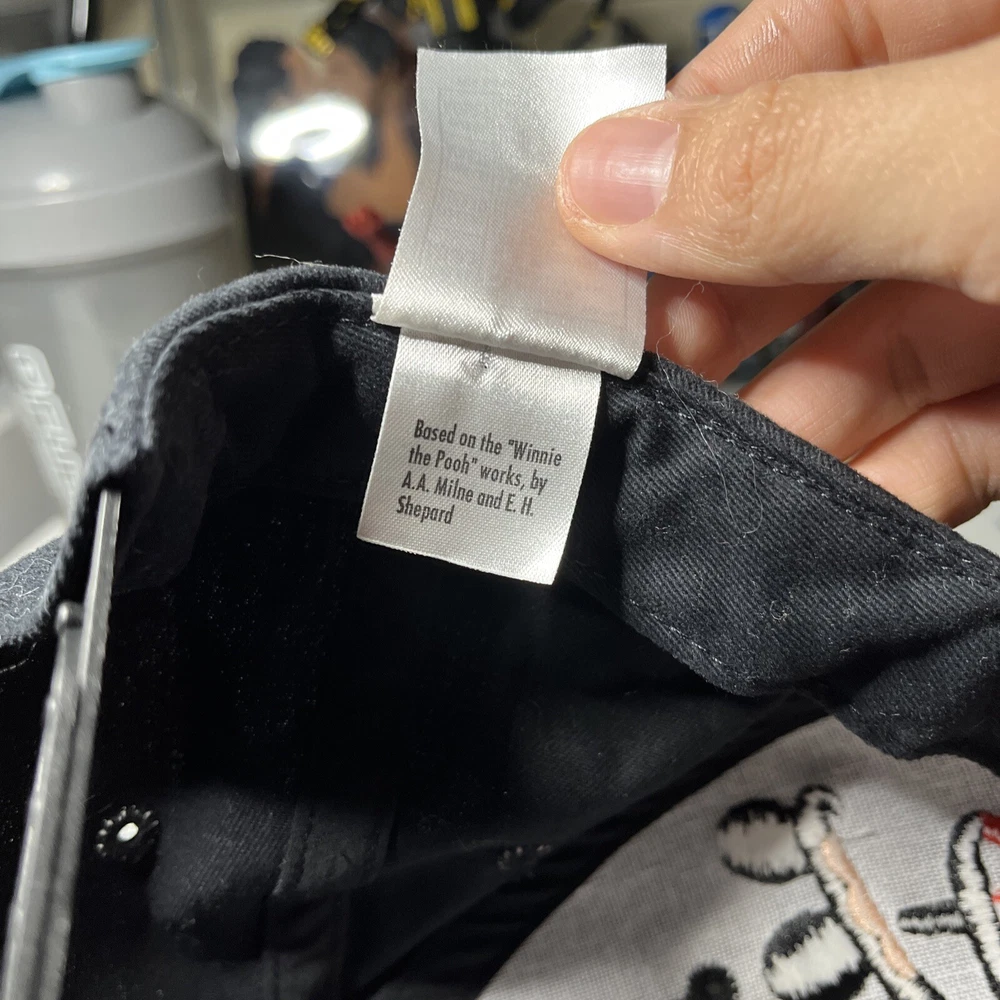 Based on the "Winnie
the Pooh" works, by
A.A. Milne and E. H.
Shepard